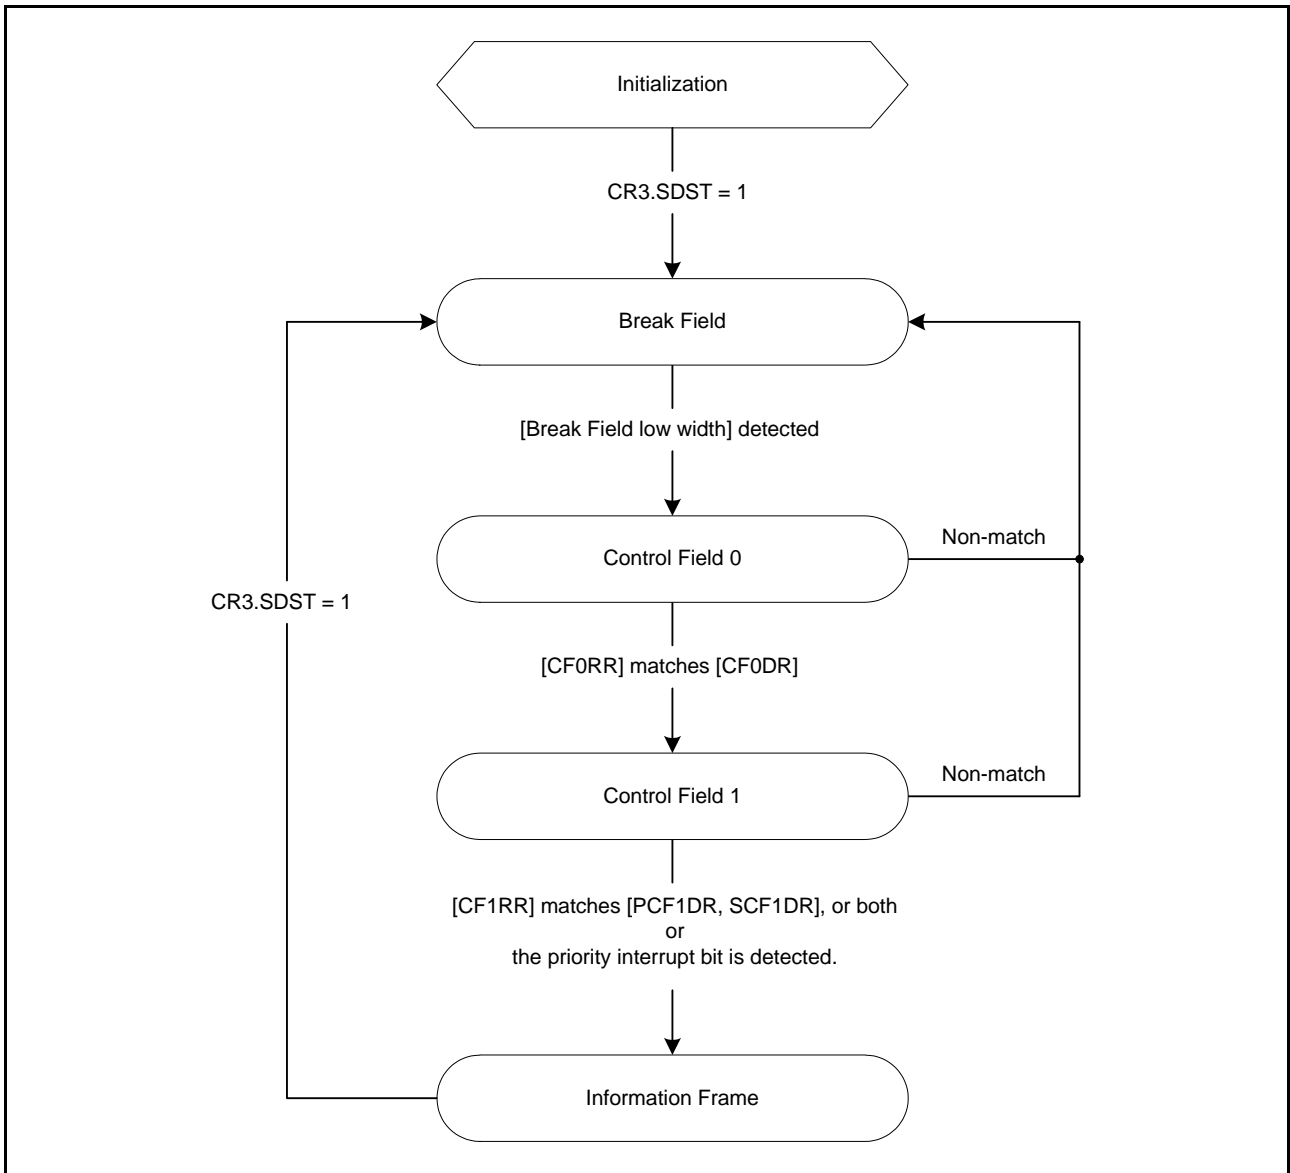 Initialization
CR3.SDST = 1
Break Field
[Break Field low width] detected
Control Field 0
Non-match
CR3.SDST = 1
[CF0RR] matches [CF0DR]
Control Field 1
Non-match
[CF1RR] matches [PCF1DR, SCF1DR], or both
or
the priority interrupt bit is detected.
Information Frame